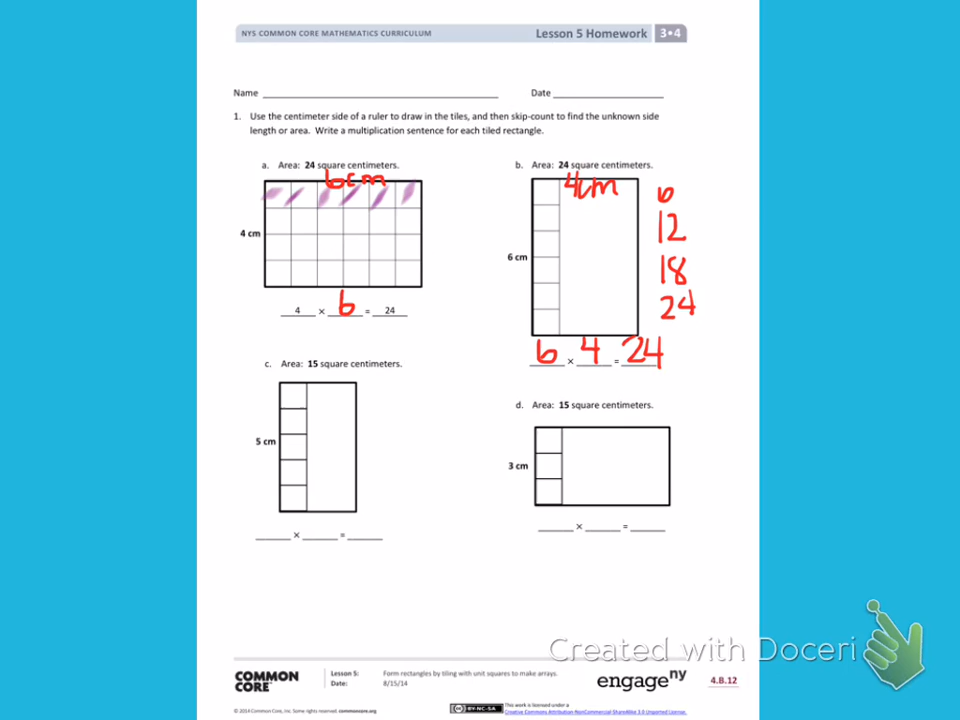 NYS COMMON CORE MATHEMATICS CURRICULUM Lesson 5 Homework 3•4
Name Date
1. Use the centimeter side of a ruler to draw in the tiles, and then skip-count to find the unknown side
length or area. Write a multiplication sentence for each tiled rectangle.
a. Area: 24 square centimeters.
6cm
4 cm
4 × 6 = 24
b. Area: 24 square centimeters.
4cm
6 cm
6
12
18
24
6 × 4 = 24
c. Area: 15 square centimeters.
5 cm
× =
d. Area: 15 square centimeters.
3 cm
× =
Created with Doceri
COMMON
CORE™
Lesson 5: Form rectangles by tiling with unit squares to make arrays.
Date: 8/15/14
engageny
4.B.12
© 2014 Common Core, Inc. Some rights reserved. commoncore.org
CC BY-NC-SA
This work is licensed under a
Creative Commons Attribution-NonCommercial-ShareAlike 3.0 Unported License.